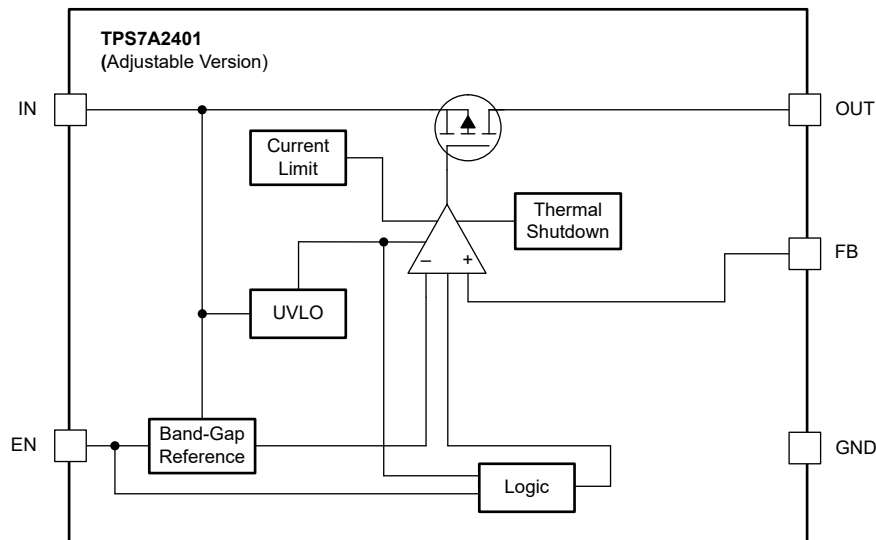 TPS7A2401
(Adjustable Version)
IN
OUT
Current
Limit
Thermal
Shutdown
–
+
FB
UVLO
EN
Band-Gap
Reference
GND
Logic